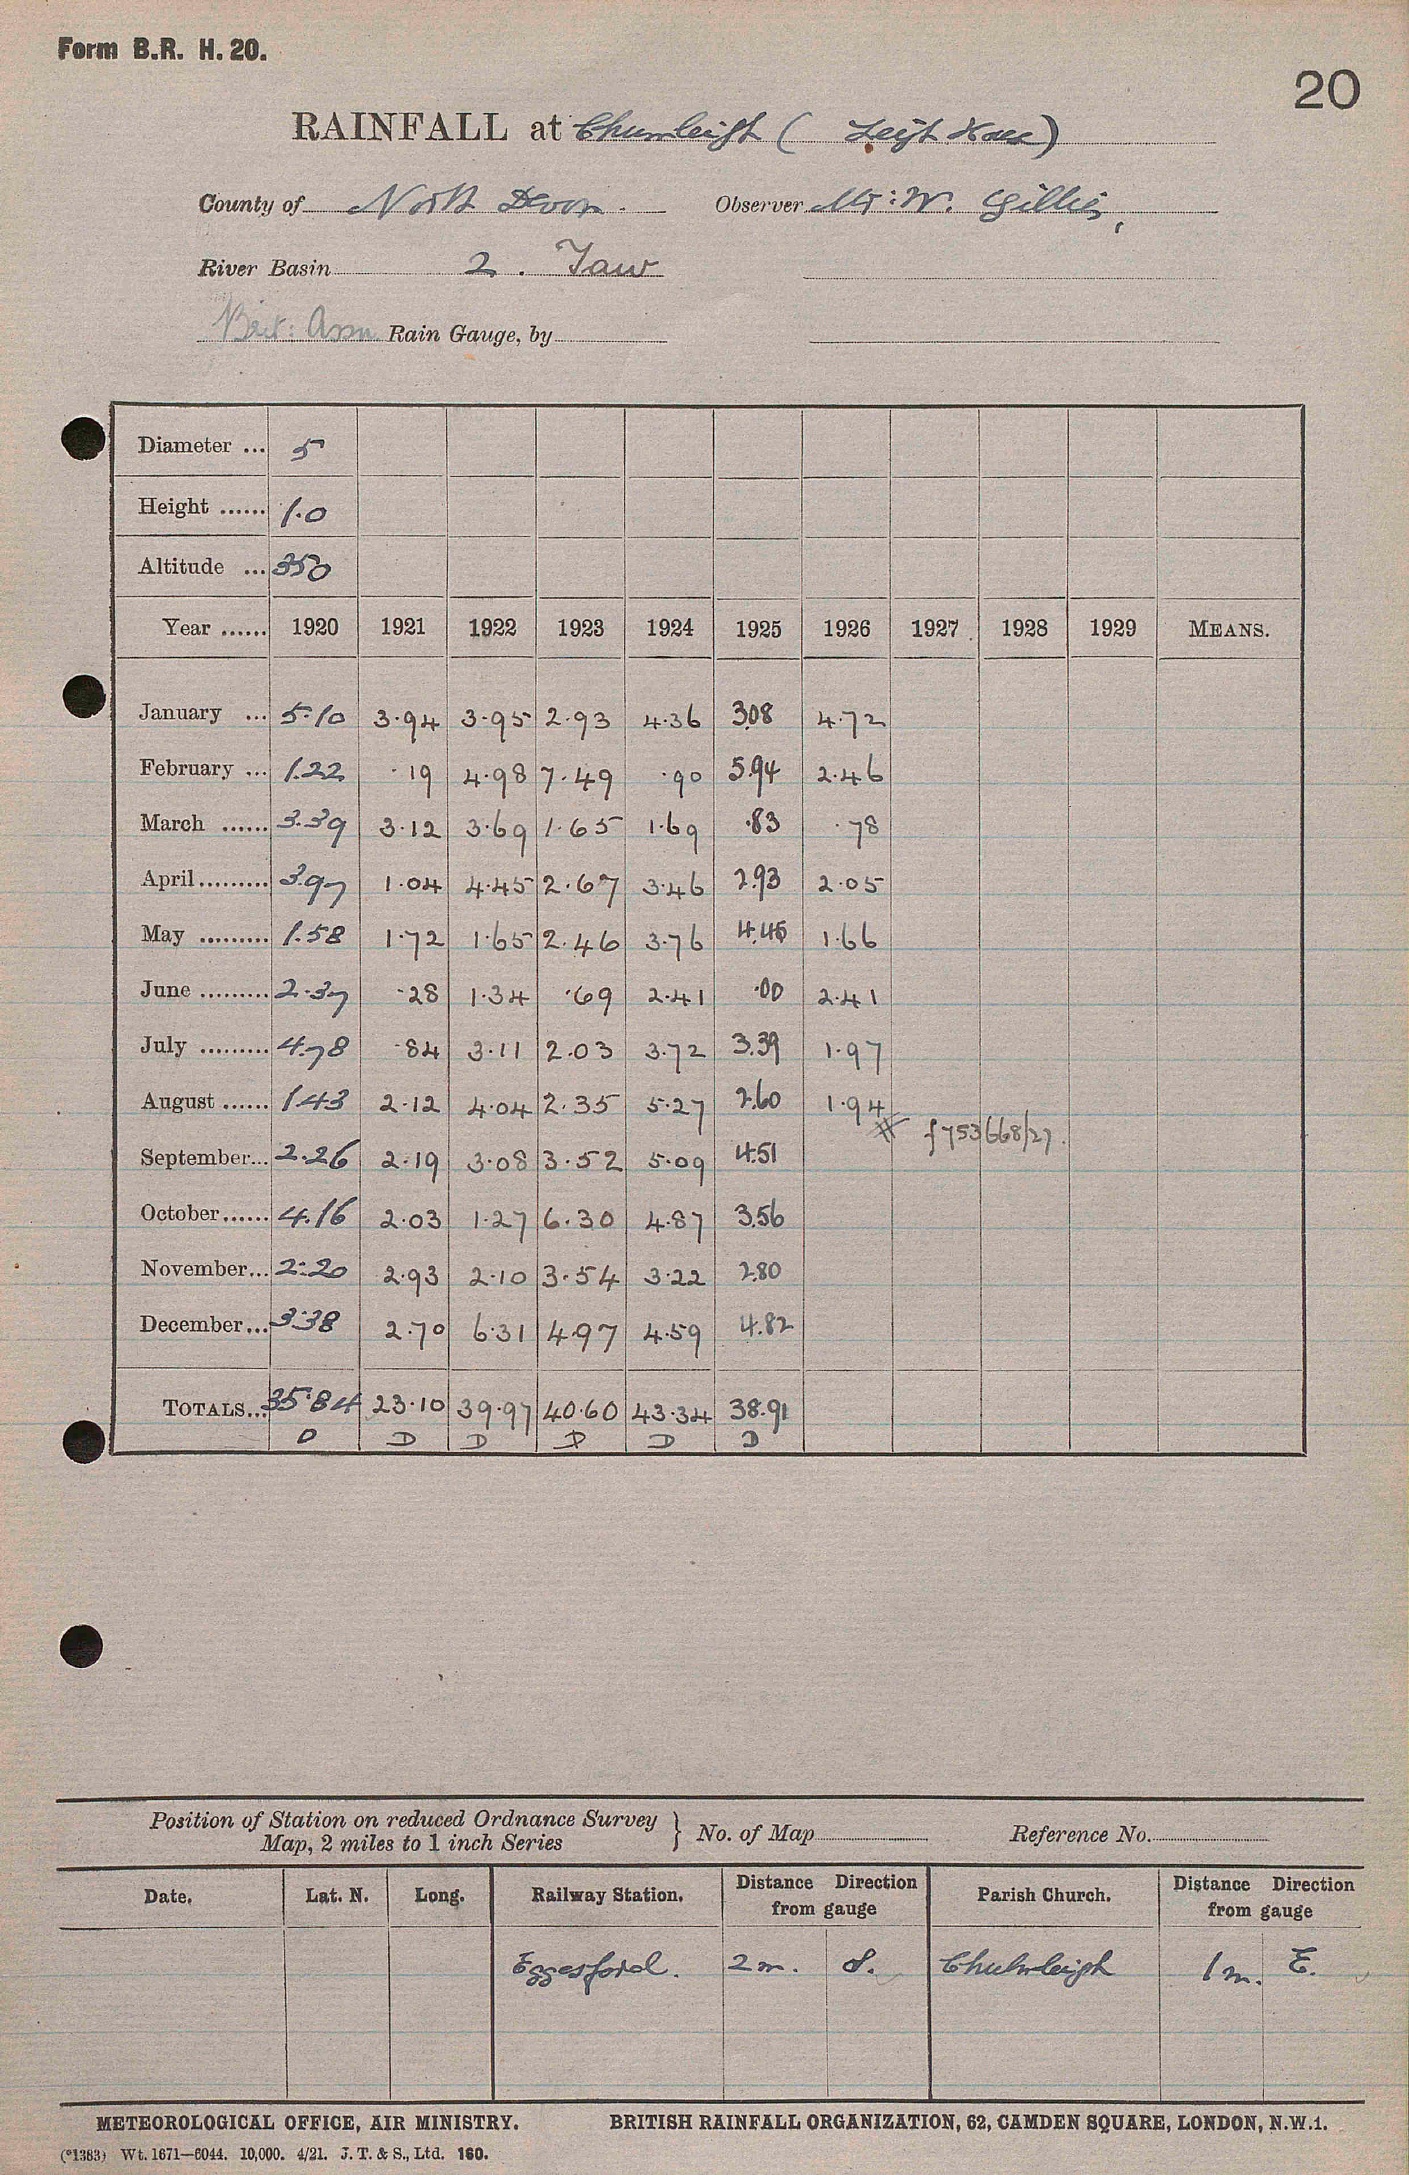 Form B.R. H. 20.
20
RAINFALL at Chumleigh ( Leigh House )
County of North Devon. Observer Mr: W. Gillis,
River Basin 2. Taw
Brit: Assn. Rain Gauge, by
Diameter ... 5
Height ...... 1.0
Altitude ... 350
Year ...... 1920 1921 1922 1923 1924 1925 1926 1927 1928 1929 MEANS.
January ... 5.10 3.94 3.95 2.93 4.36 3.08 4.72
February ... 1.22 .19 4.98 7.49 .90 5.94 2.46
March ...... 3.39 3.12 3.69 1.65 1.69 .83 .78
April ......... 3.97 1.04 4.45 2.67 3.46 2.93 2.05
May ......... 1.58 1.72 1.65 2.46 3.76 4.45 1.66
June ......... 2.37 .28 1.34 .69 2.41 .00 2.41
July ......... 4.78 .84 3.11 2.03 3.72 3.39 1.97
August ...... 1.43 2.12 4.04 2.35 5.27 2.60 1.94
# f 753668/27.
September... 2.26 2.19 3.08 3.52 5.09 4.51
October...... 4.16 2.03 1.27 6.30 4.87 3.56
November... 2.20 2.93 2.10 3.54 3.22 2.80
December... 3.38 2.70 6.31 4.97 4.59 4.82
TOTALS... 35.84 23.10 39.97 40.60 43.34 38.91
D D D D D D
Position of Station on reduced Ordnance Survey
Map, 2 miles to 1 inch Series } No. of Map Reference No.
Date. Lat. N. Long. Railway Station. Distance Direction from gauge Parish Church. Distance Direction from gauge
Eggesford. 2 m. S. Chulmleigh 1 m. E.
METEOROLOGICAL OFFICE, AIR MINISTRY. BRITISH RAINFALL ORGANIZATION, 62, CAMDEN SQUARE, LONDON, N.W.1.
(*1383) Wt. 1671—6044. 10,000. 4/21. J. T. & S., Ltd. 160.